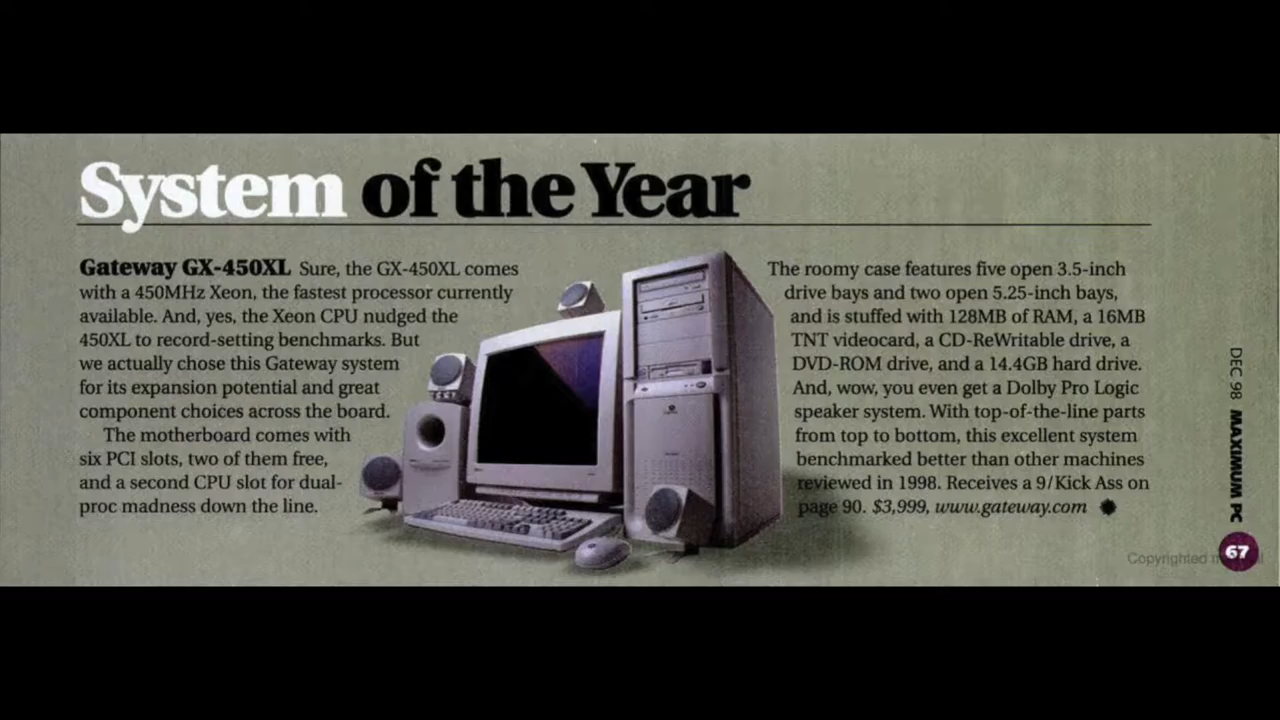 System of the Year
Gateway GX-450XL Sure, the GX-450XL comes
with a 450MHz Xeon, the fastest processor currently
available. And, yes, the Xeon CPU nudged the
450XL to record-setting benchmarks. But
we actually chose this Gateway system
for its expansion potential and great
component choices across the board.
The motherboard comes with
six PCI slots, two of them free,
and a second CPU slot for dual-
proc madness down the line.
The roomy case features five open 3.5-inch
drive bays and two open 5.25-inch bays,
and is stuffed with 128MB of RAM, a 16MB
TNT videocard, a CD-ReWritable drive, a
DVD-ROM drive, and a 14.4GB hard drive.
And, wow, you even get a Dolby Pro Logic
speaker system. With top-of-the-line parts
from top to bottom, this excellent system
benchmarked better than other machines
reviewed in 1998. Receives a 9/Kick Ass on
page 90. $3,999, www.gateway.com
DEC 98 MAXIMUM PC
67
Copyrighted